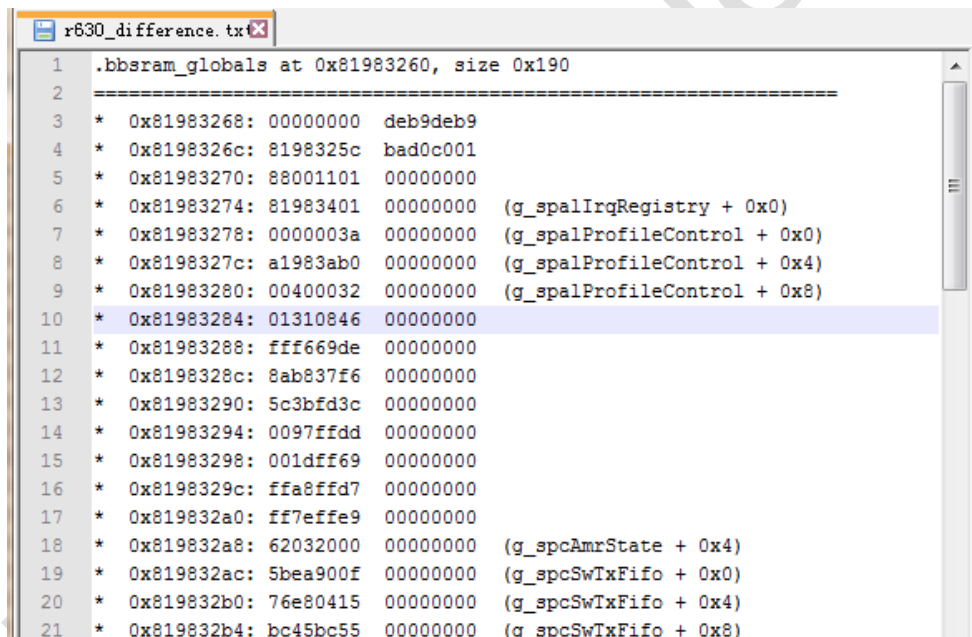 r630_difference.txt
1 .bbsram_globals at 0x81983260, size 0x190
2 ================================================================
3 * 0x81983268: 00000000 deb9deb9
4 * 0x8198326c: 8198325c bad0c001
5 * 0x81983270: 88001101 00000000
6 * 0x81983274: 81983401 00000000 (g_spalIrqRegistry + 0x0)
7 * 0x81983278: 0000003a 00000000 (g_spalProfileControl + 0x0)
8 * 0x8198327c: a1983ab0 00000000 (g_spalProfileControl + 0x4)
9 * 0x81983280: 00400032 00000000 (g_spalProfileControl + 0x8)
10 * 0x81983284: 01310846 00000000
11 * 0x81983288: fff669de 00000000
12 * 0x8198328c: 8ab837f6 00000000
13 * 0x81983290: 5c3bfd3c 00000000
14 * 0x81983294: 0097ffdd 00000000
15 * 0x81983298: 001dff69 00000000
16 * 0x8198329c: ffa8ffd7 00000000
17 * 0x819832a0: ff7effe9 00000000
18 * 0x819832a8: 62032000 00000000 (g_spcAmrState + 0x4)
19 * 0x819832ac: 5bea900f 00000000 (g_spcSwTxFifo + 0x0)
20 * 0x819832b0: 76e80415 00000000 (g_spcSwTxFifo + 0x4)
21 * 0x819832b4: bc45bc55 00000000 (g_spcSwTxFifo + 0x8)